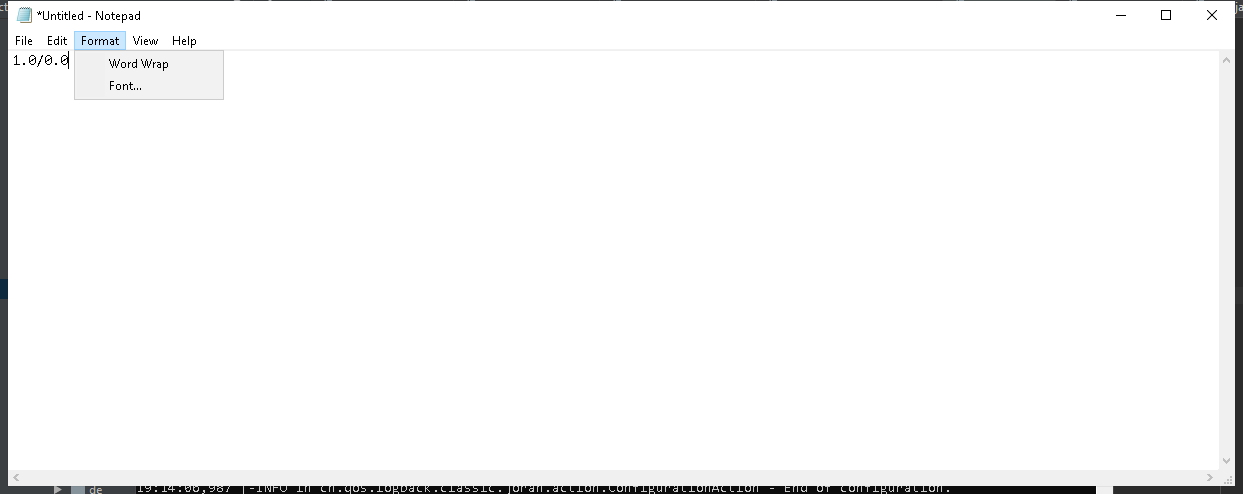 *Untitled - Notepad
File Edit Format View Help
1.0/0.0
Word Wrap
Font...
de
19:14:06,987 |-INFO in ch.qos.logback.classic.joran.action.ConfigurationAction - End of configuration.